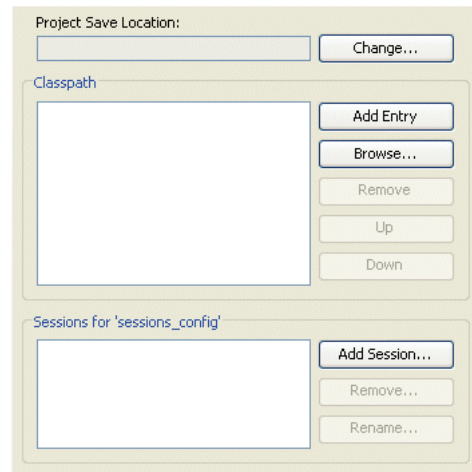 Project Save Location:
Change...
Classpath
Add Entry
Browse...
Remove
Up
Down
Sessions for 'sessions_config'
Add Session...
Remove...
Rename...